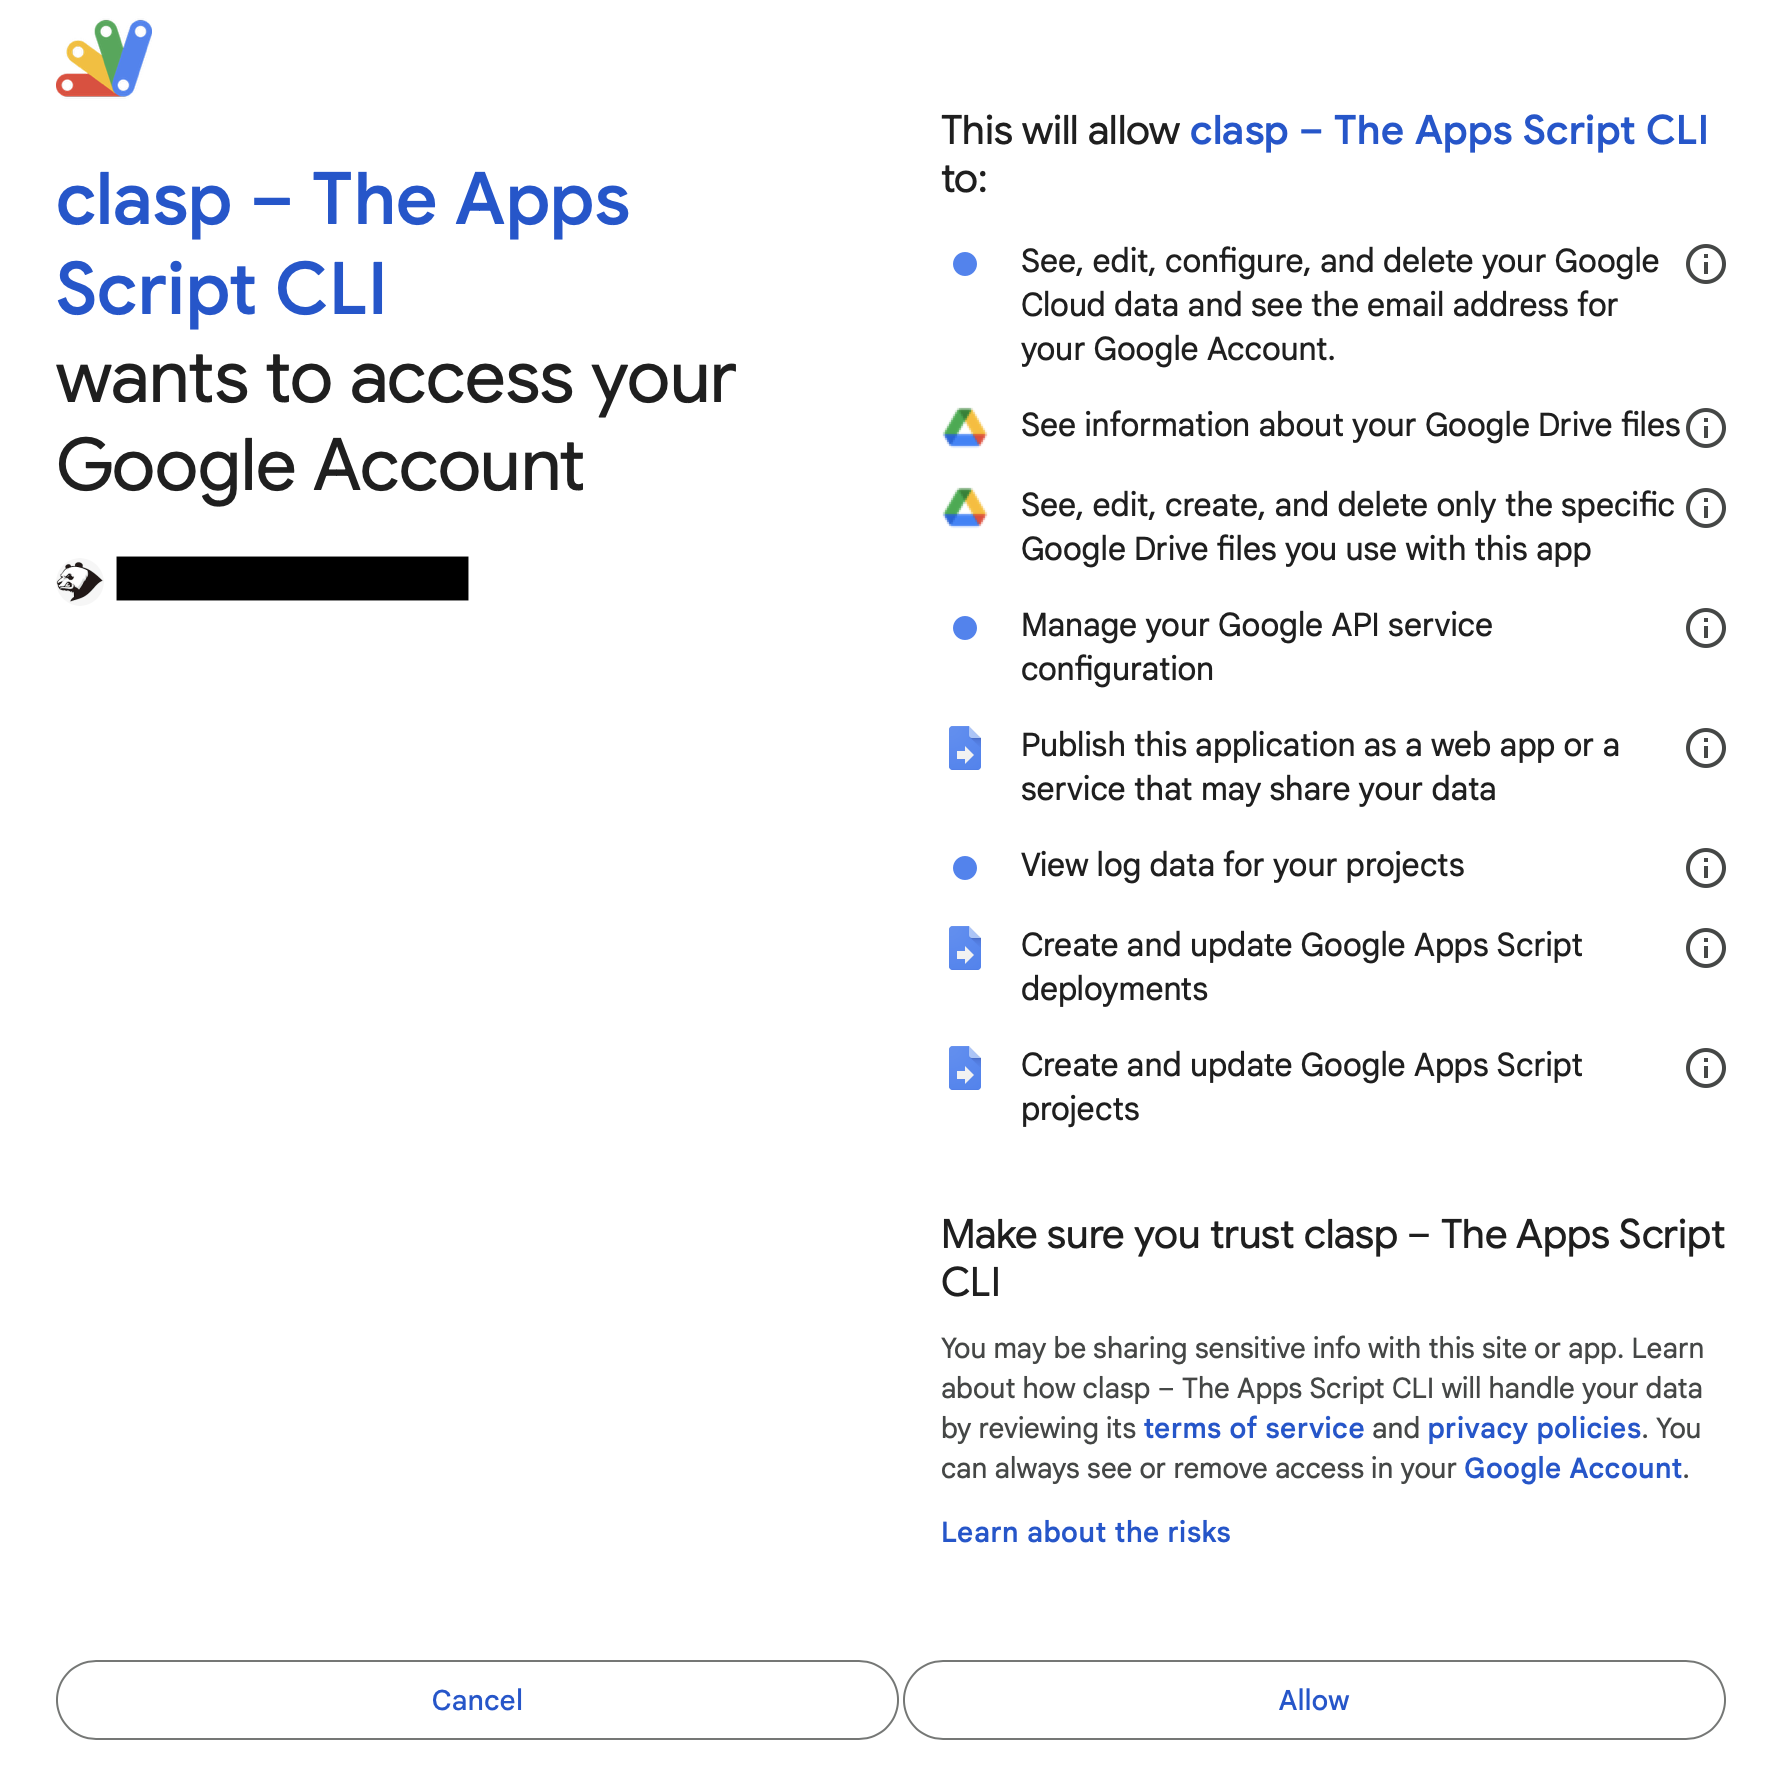 clasp – The Apps
Script CLI
wants to access your
Google Account
This will allow clasp – The Apps Script CLI
to:
See, edit, configure, and delete your Google
Cloud data and see the email address for
your Google Account.
See information about your Google Drive files
See, edit, create, and delete only the specific
Google Drive files you use with this app
Manage your Google API service
configuration
Publish this application as a web app or a
service that may share your data
View log data for your projects
Create and update Google Apps Script
deployments
Create and update Google Apps Script
projects
Make sure you trust clasp – The Apps Script
CLI
You may be sharing sensitive info with this site or app. Learn
about how clasp – The Apps Script CLI will handle your data
by reviewing its terms of service and privacy policies. You
can always see or remove access in your Google Account.
Learn about the risks
Cancel
Allow